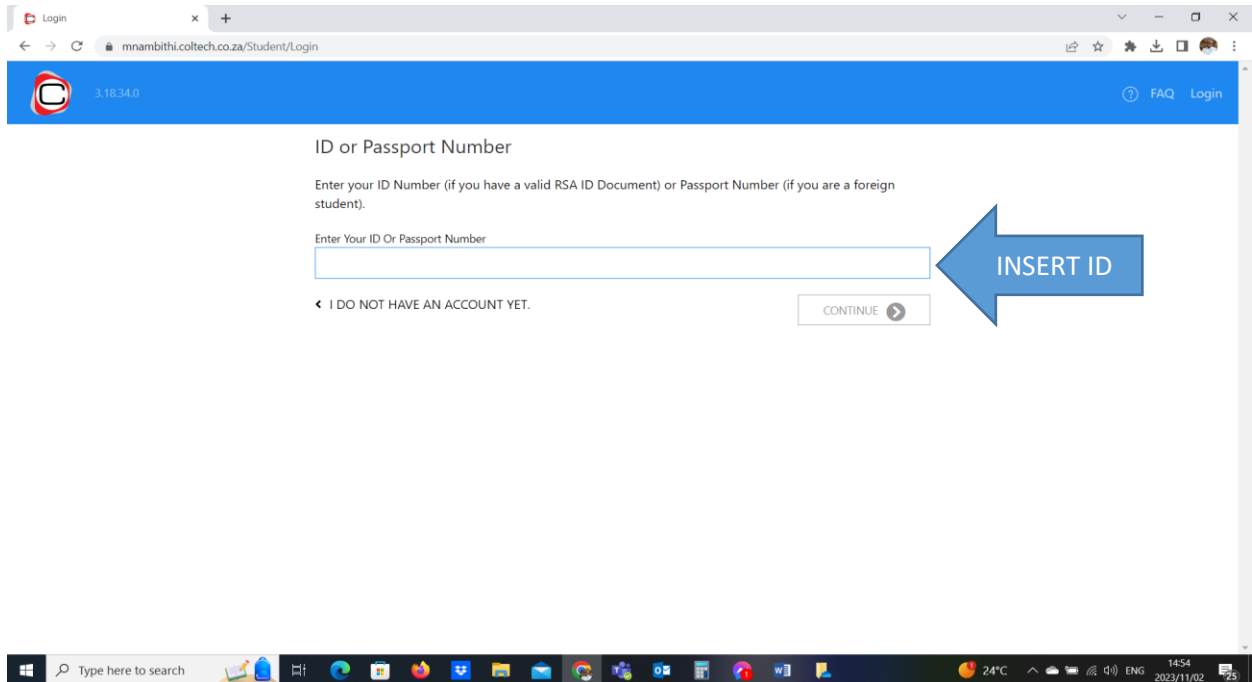 Login
mnambithi.coltech.co.za/Student/Login
C 3.18.34.0
FAQ Login
ID or Passport Number
Enter your ID Number (if you have a valid RSA ID Document) or Passport Number (if you are a foreign
student).
Enter Your ID Or Passport Number
INSERT ID
I DO NOT HAVE AN ACCOUNT YET.
CONTINUE
Type here to search
24°C
ENG
14:54
2023/11/02
25